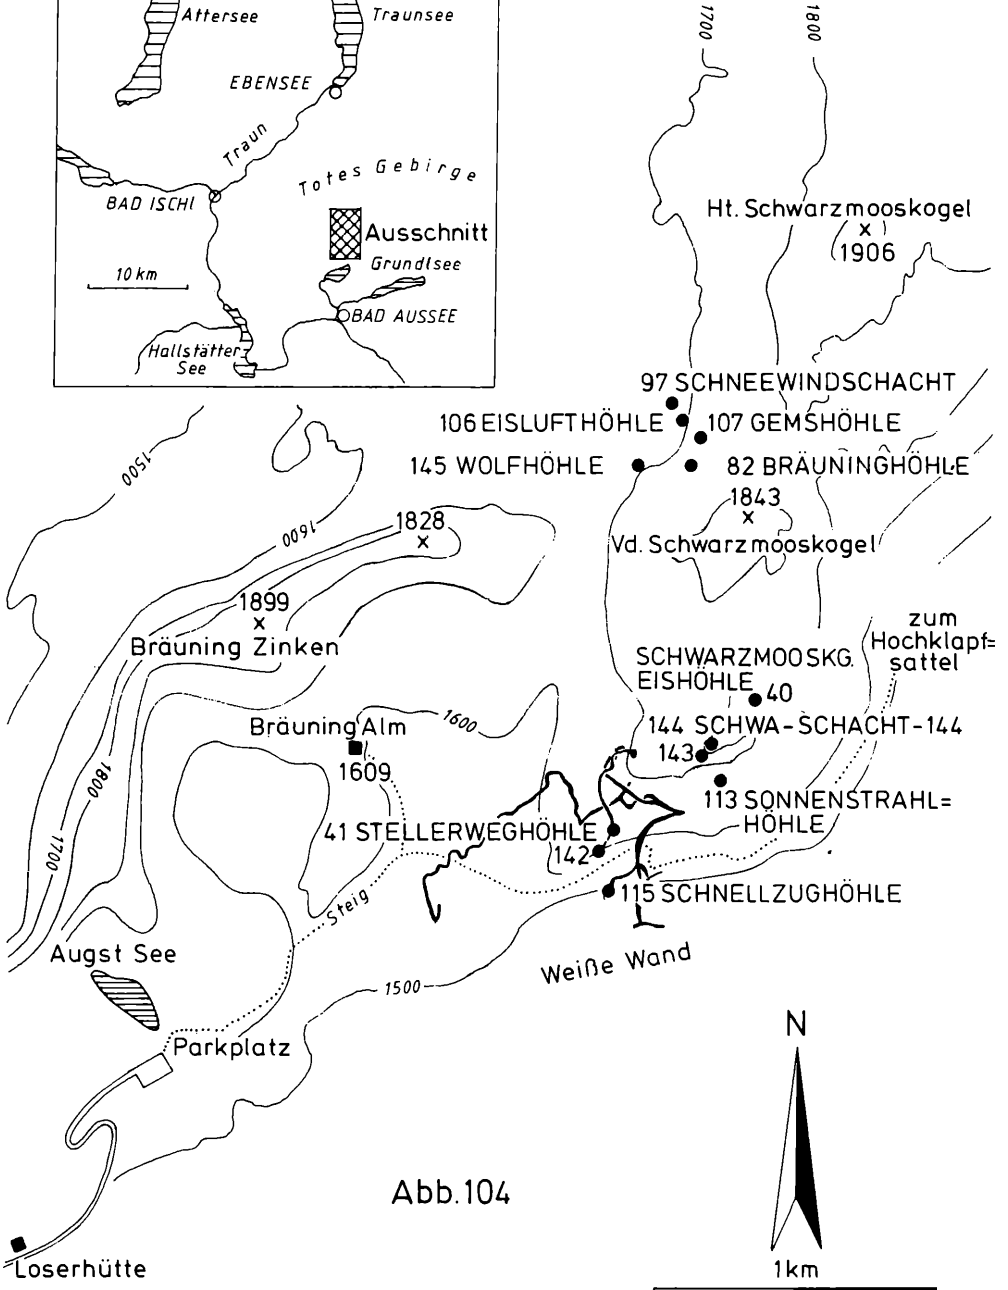 Attersee
Traunsee
EBENSEE
Traun
Totes Gebirge
BAD ISCHL
Ausschnitt
10 km
Grundlsee
BAD AUSSEE
Hallstätter
See
1700
1800
Ht. Schwarzmooskogel
x
1906
97 SCHNEEWINDSCHACHT
106 EISLUFTHÖHLE
107 GEMSHÖHLE
145 WOLFHÖHLE
82 BRÄUNINGHÖHLE
1500
1600
1828
x
1843
x
Vd. Schwarzmooskogel
1899
x
Bräuning Zinken
zum
Hochklapf=
sattel
SCHWARZMOOSKG.
EISHÖHLE
40
Bräuning Alm
1600
144 SCHWA-SCHACHT-144
143
1609
1800
113 SONNENSTRAHL=
HÖHLE
41 STELLERWEGHÖHLE
142
1700
115 SCHNELLZUGHÖHLE
Steig
Augst See
Weiße Wand
1500
Parkplatz
N
Abb.104
1km
Loserhütte